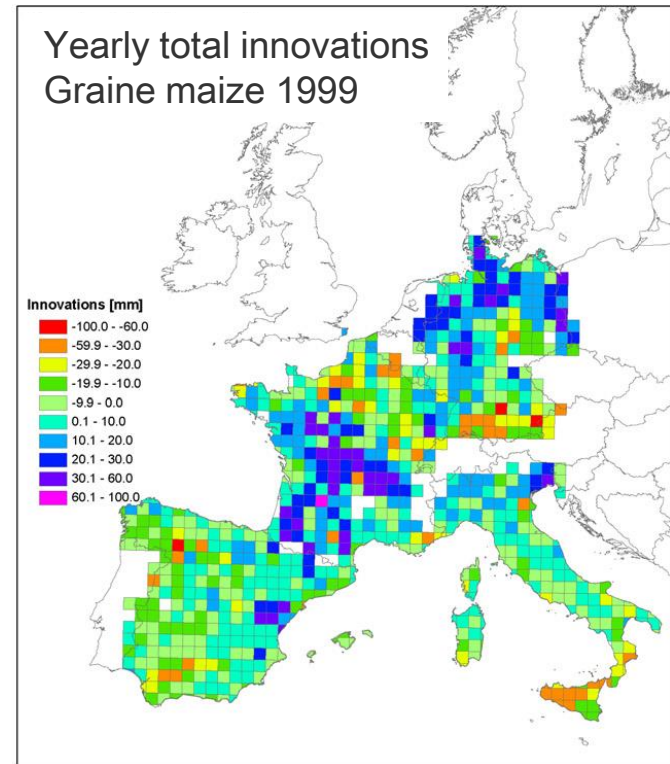 Yearly total innovations
Graine maize 1999
Innovations [mm]
-100.0 - -60.0
-59.9 - -30.0
-29.9 - -20.0
-19.9 - -10.0
-9.9 - 0.0
0.1 - 10.0
10.1 - 20.0
20.1 - 30.0
30.1 - 60.0
60.1 - 100.0